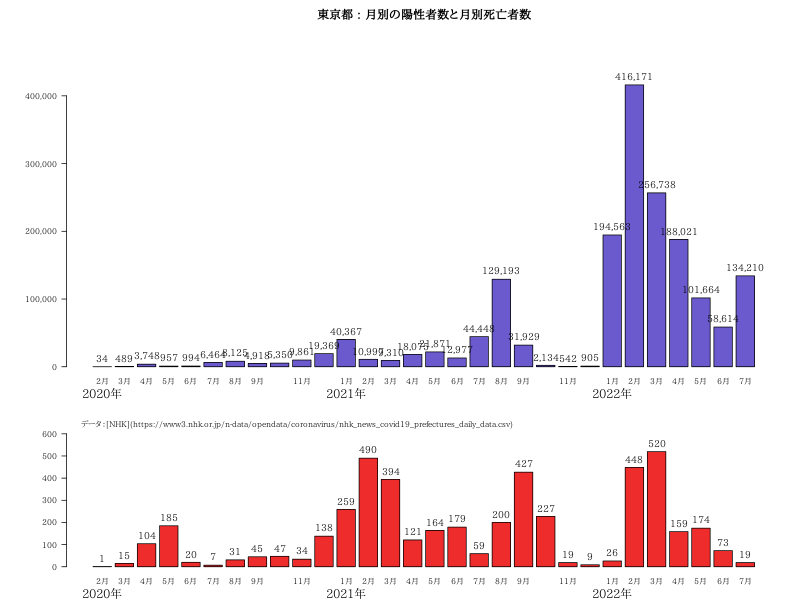 東京都：月別の陽性者数と月別死亡者数
416,171
400,000
300,000
200,000
100,000
0
34 489 3,748 957 994 6,464 8,125 4,918 5,350 9,861 19,369 40,367 10,997 9,310 18,075 21,871 12,977 44,448 129,193 31,929 2,134 542 905 194,563 256,738 188,021 101,664 58,614 134,210
2月 3月 4月 5月 6月 7月 8月 9月 11月 1月 2月 3月 4月 5月 6月 7月 8月 9月 11月 1月 2月 3月 4月 5月 6月 7月
2020年 2021年 2022年
データ:[NHK](https://www3.nhk.or.jp/n-data/opendata/coronavirus/nhk_news_covid19_prefectures_daily_data.csv)
600
500
400
300
200
100
0
1 15 104 185 20 7 31 45 47 34 138 259 490 394 121 164 179 59 200 427 227 19 9 26 448 520 159 174 73 19
2月 3月 4月 5月 6月 7月 8月 9月 11月 1月 2月 3月 4月 5月 6月 7月 8月 9月 11月 1月 2月 3月 4月 5月 6月 7月
2020年 2021年 2022年